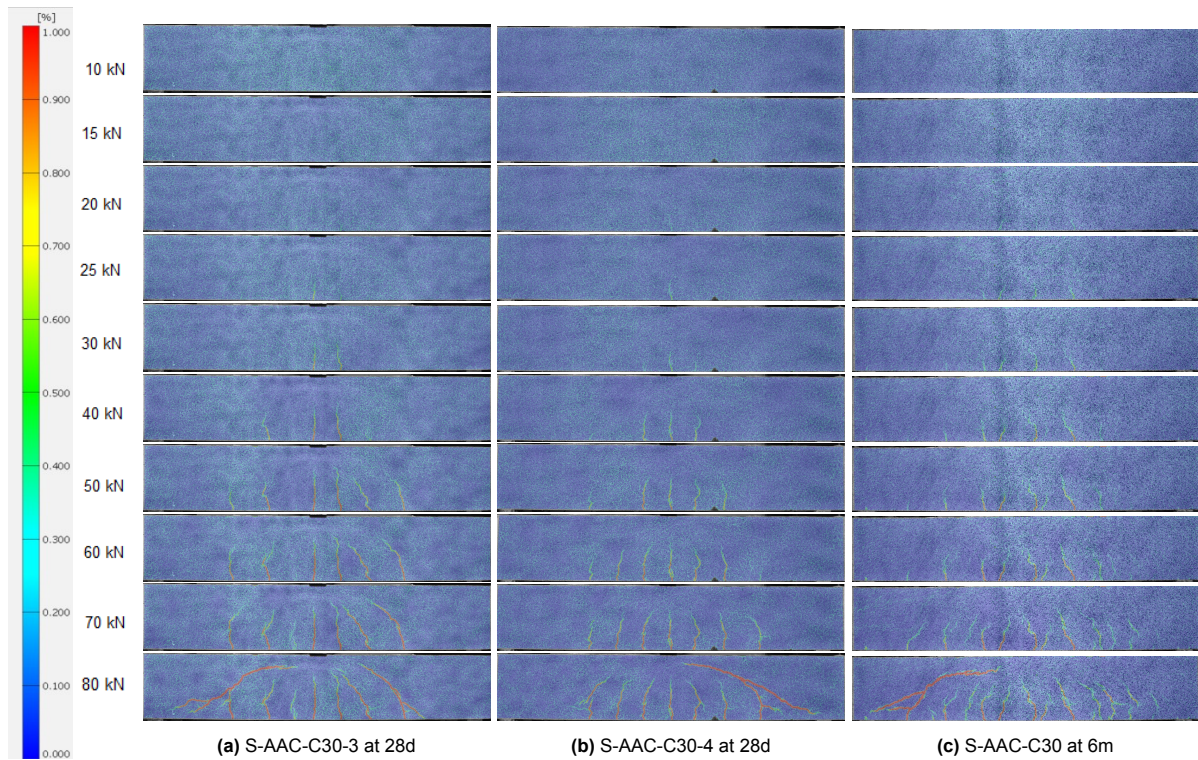 [%]
1.000
0.900
0.800
0.700
0.600
0.500
0.400
0.300
0.200
0.100
0.000
10 kN
15 kN
20 kN
25 kN
30 kN
40 kN
50 kN
60 kN
70 kN
80 kN
(a) S-AAC-C30-3 at 28d
(b) S-AAC-C30-4 at 28d
(c) S-AAC-C30 at 6m